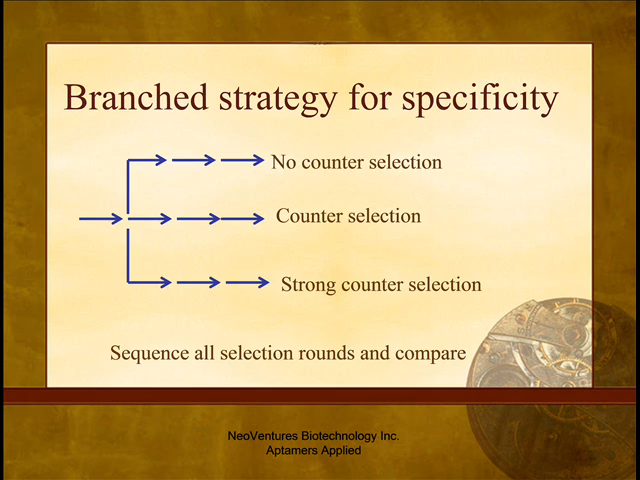 Branched strategy for specificity
No counter selection
Counter selection
Strong counter selection
Sequence all selection rounds and compare
NeoVentures Biotechnology Inc.
Aptamers Applied